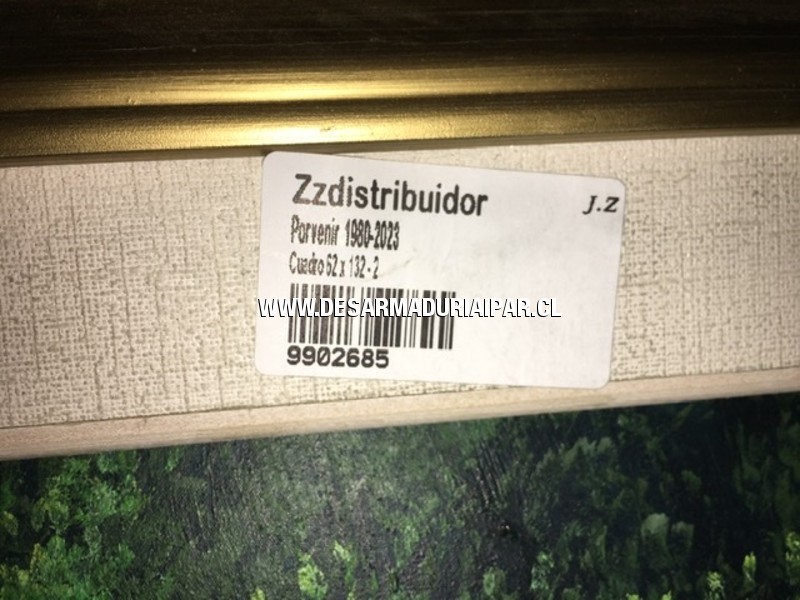 Zzdistribuidor
J.Z
Porvenir 1980-2023
Cuadro 62 x 132 - 2
WWW.DESARMADURIAIPAR.CL
9902685